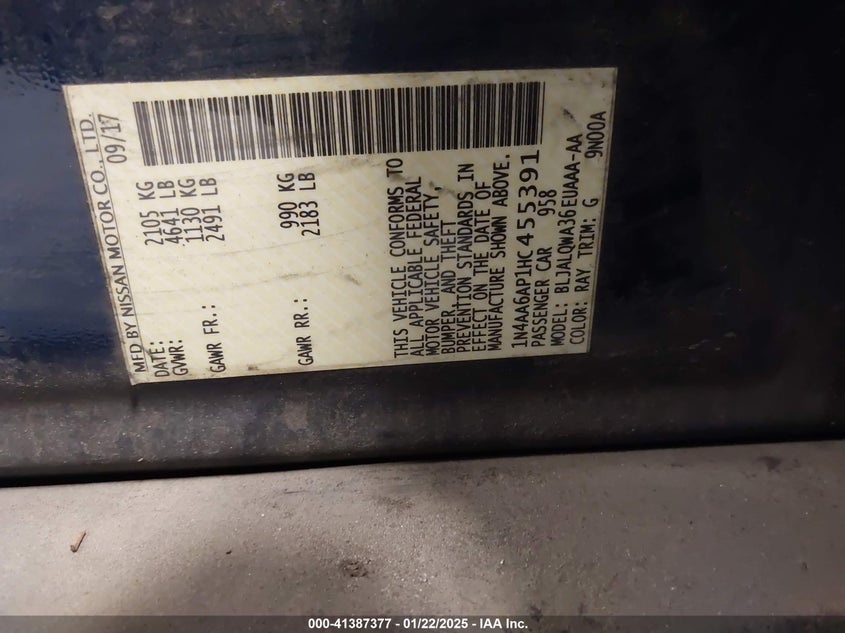 MFD BY NISSAN MOTOR CO., LTD.
DATE: 09/17
GVWR: 2105 KG
4641 LB
GAWR FR.: 1130 KG
2491 LB
GAWR RR.: 990 KG
2183 LB
THIS VEHICLE CONFORMS TO
ALL APPLICABLE FEDERAL
MOTOR VEHICLE SAFETY,
BUMPER, AND THEFT
PREVENTION STANDARDS IN
EFFECT ON THE DATE OF
MANUFACTURE SHOWN ABOVE.
1N4AA6AP1HC455391
PASSENGER CAR 958
MODEL: BLJALQWA36EUAAA-AA
COLOR: RAY TRIM: G 9N00A
000-41387377 - 01/22/2025 - IAA Inc.